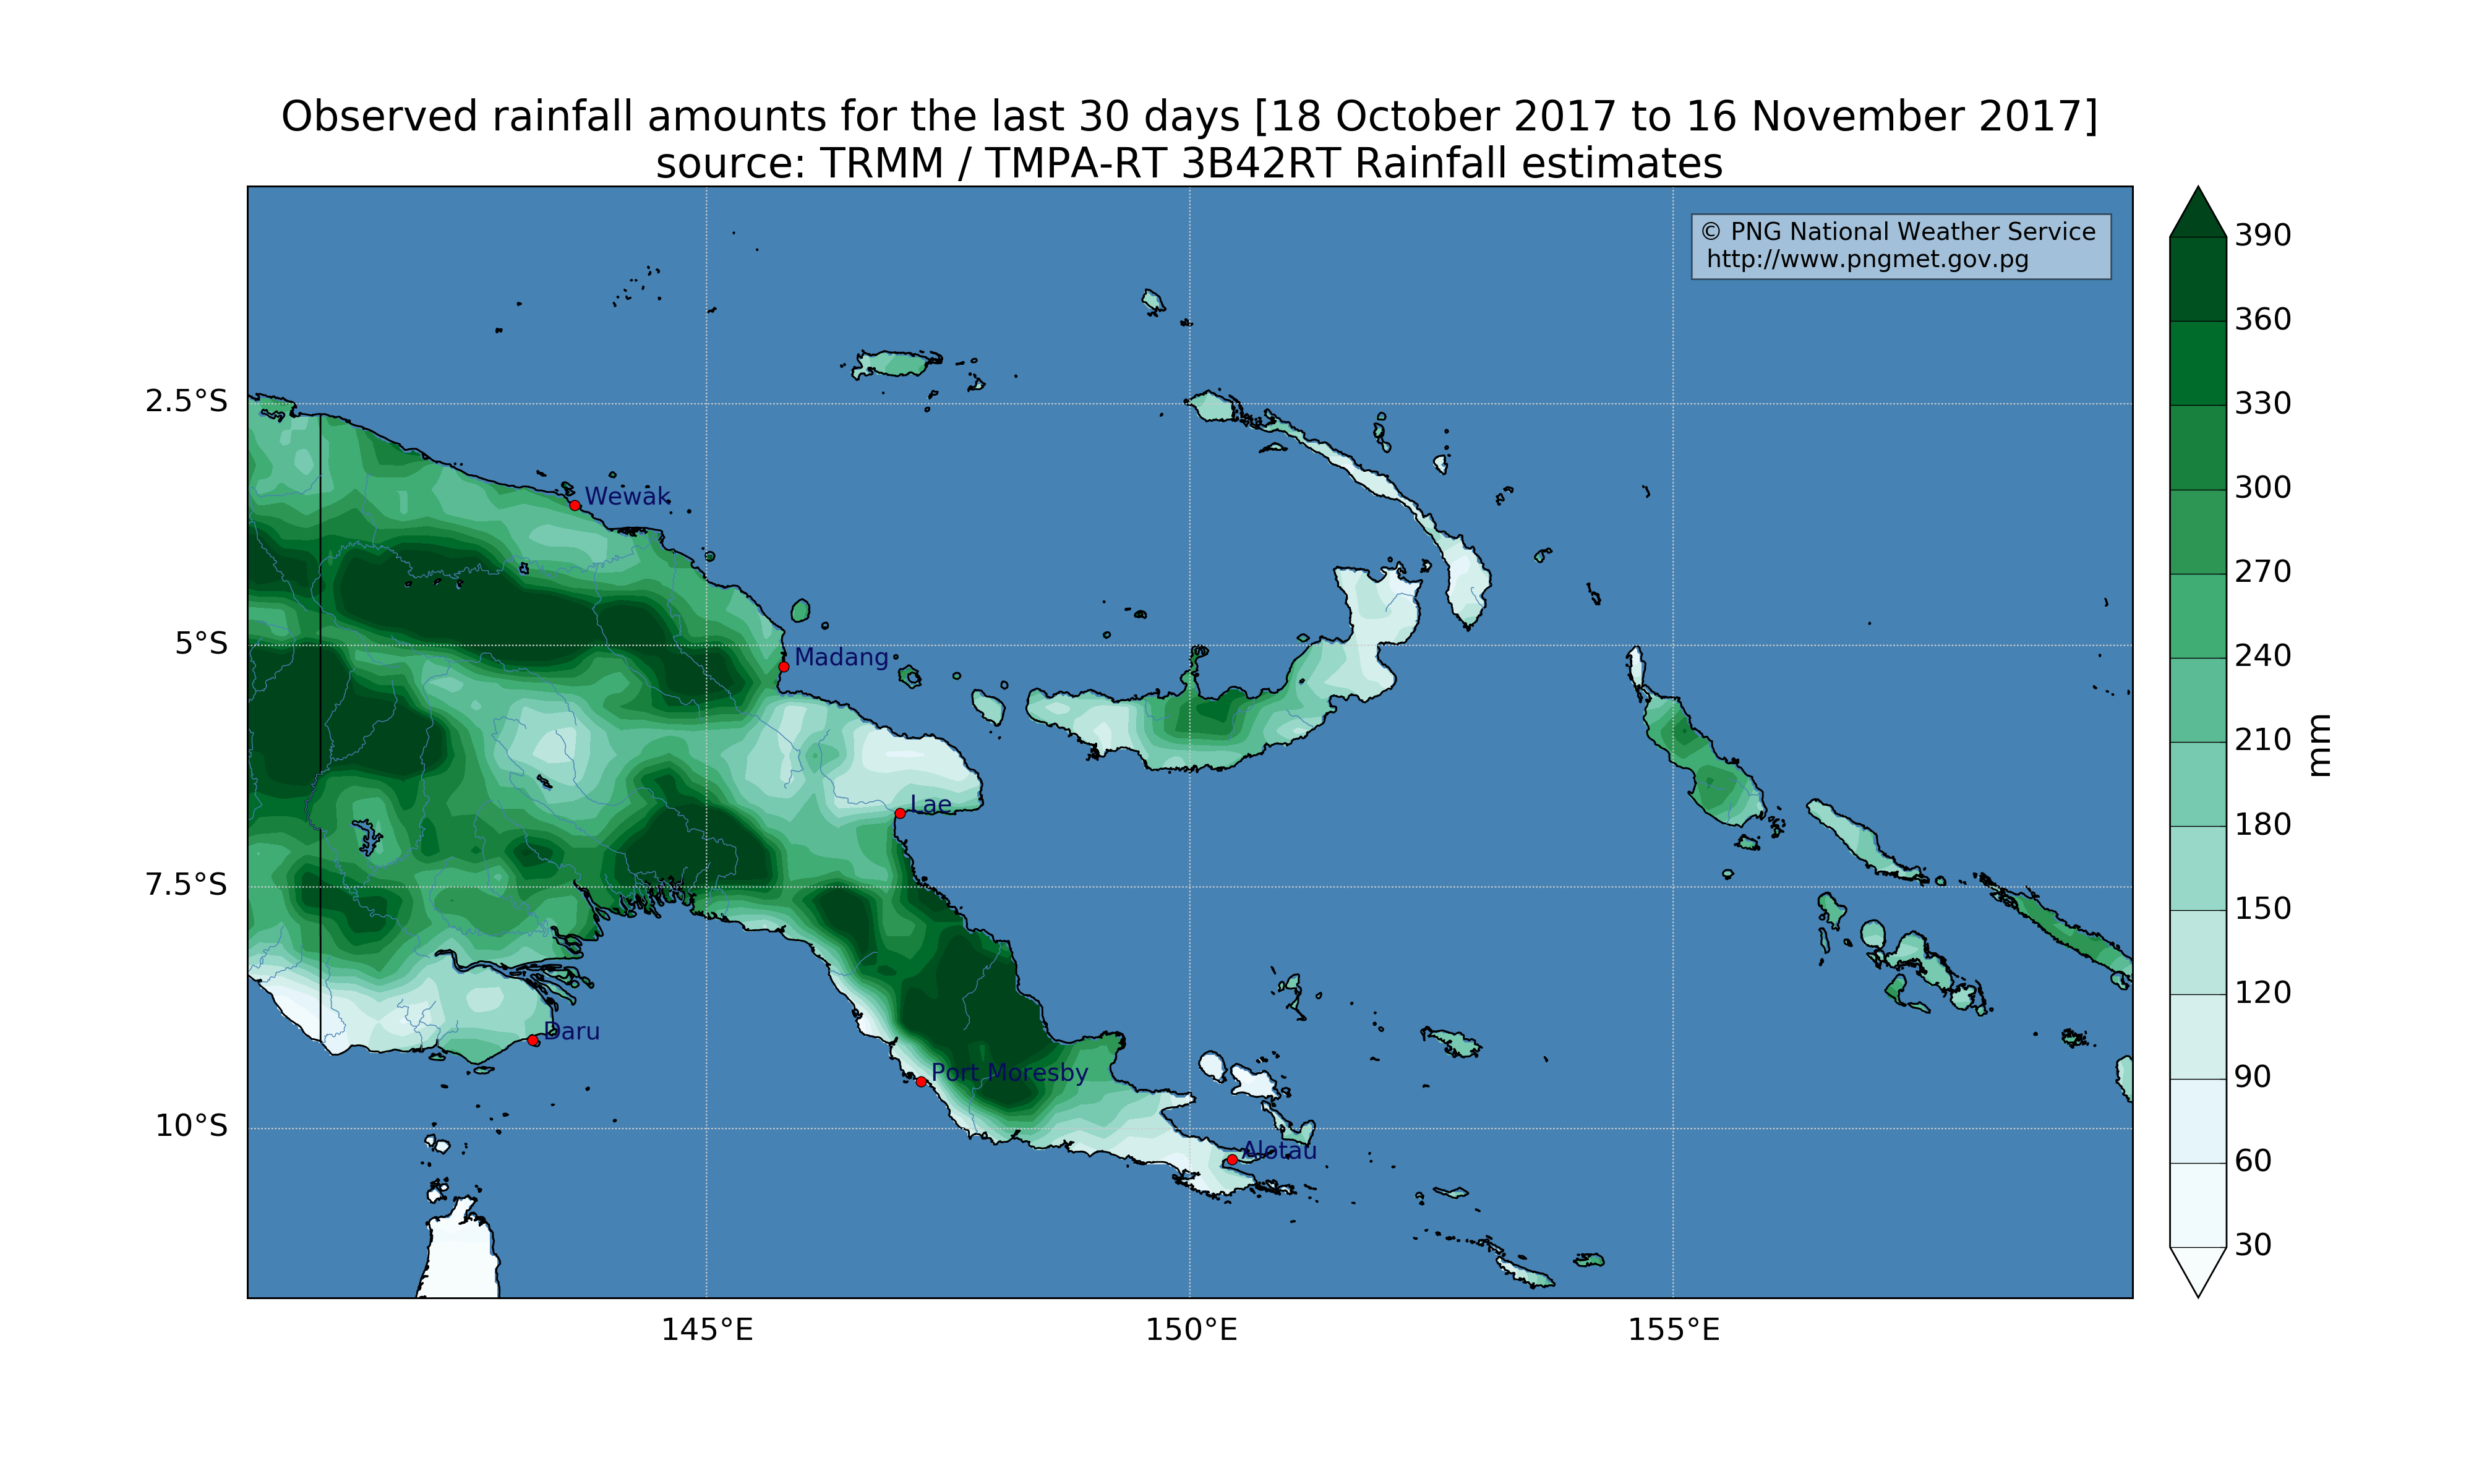 Observed rainfall amounts for the last 30 days [18 October 2017 to 16 November 2017]
source: TRMM / TMPA-RT 3B42RT Rainfall estimates
© PNG National Weather Service
http://www.pngmet.gov.pg
2.5°S
5°S
7.5°S
10°S
Wewak
Madang
Lae
Daru
Port Moresby
Alotau
145°E
150°E
155°E
390
360
330
300
270
240
210
180
150
120
90
60
30
mm